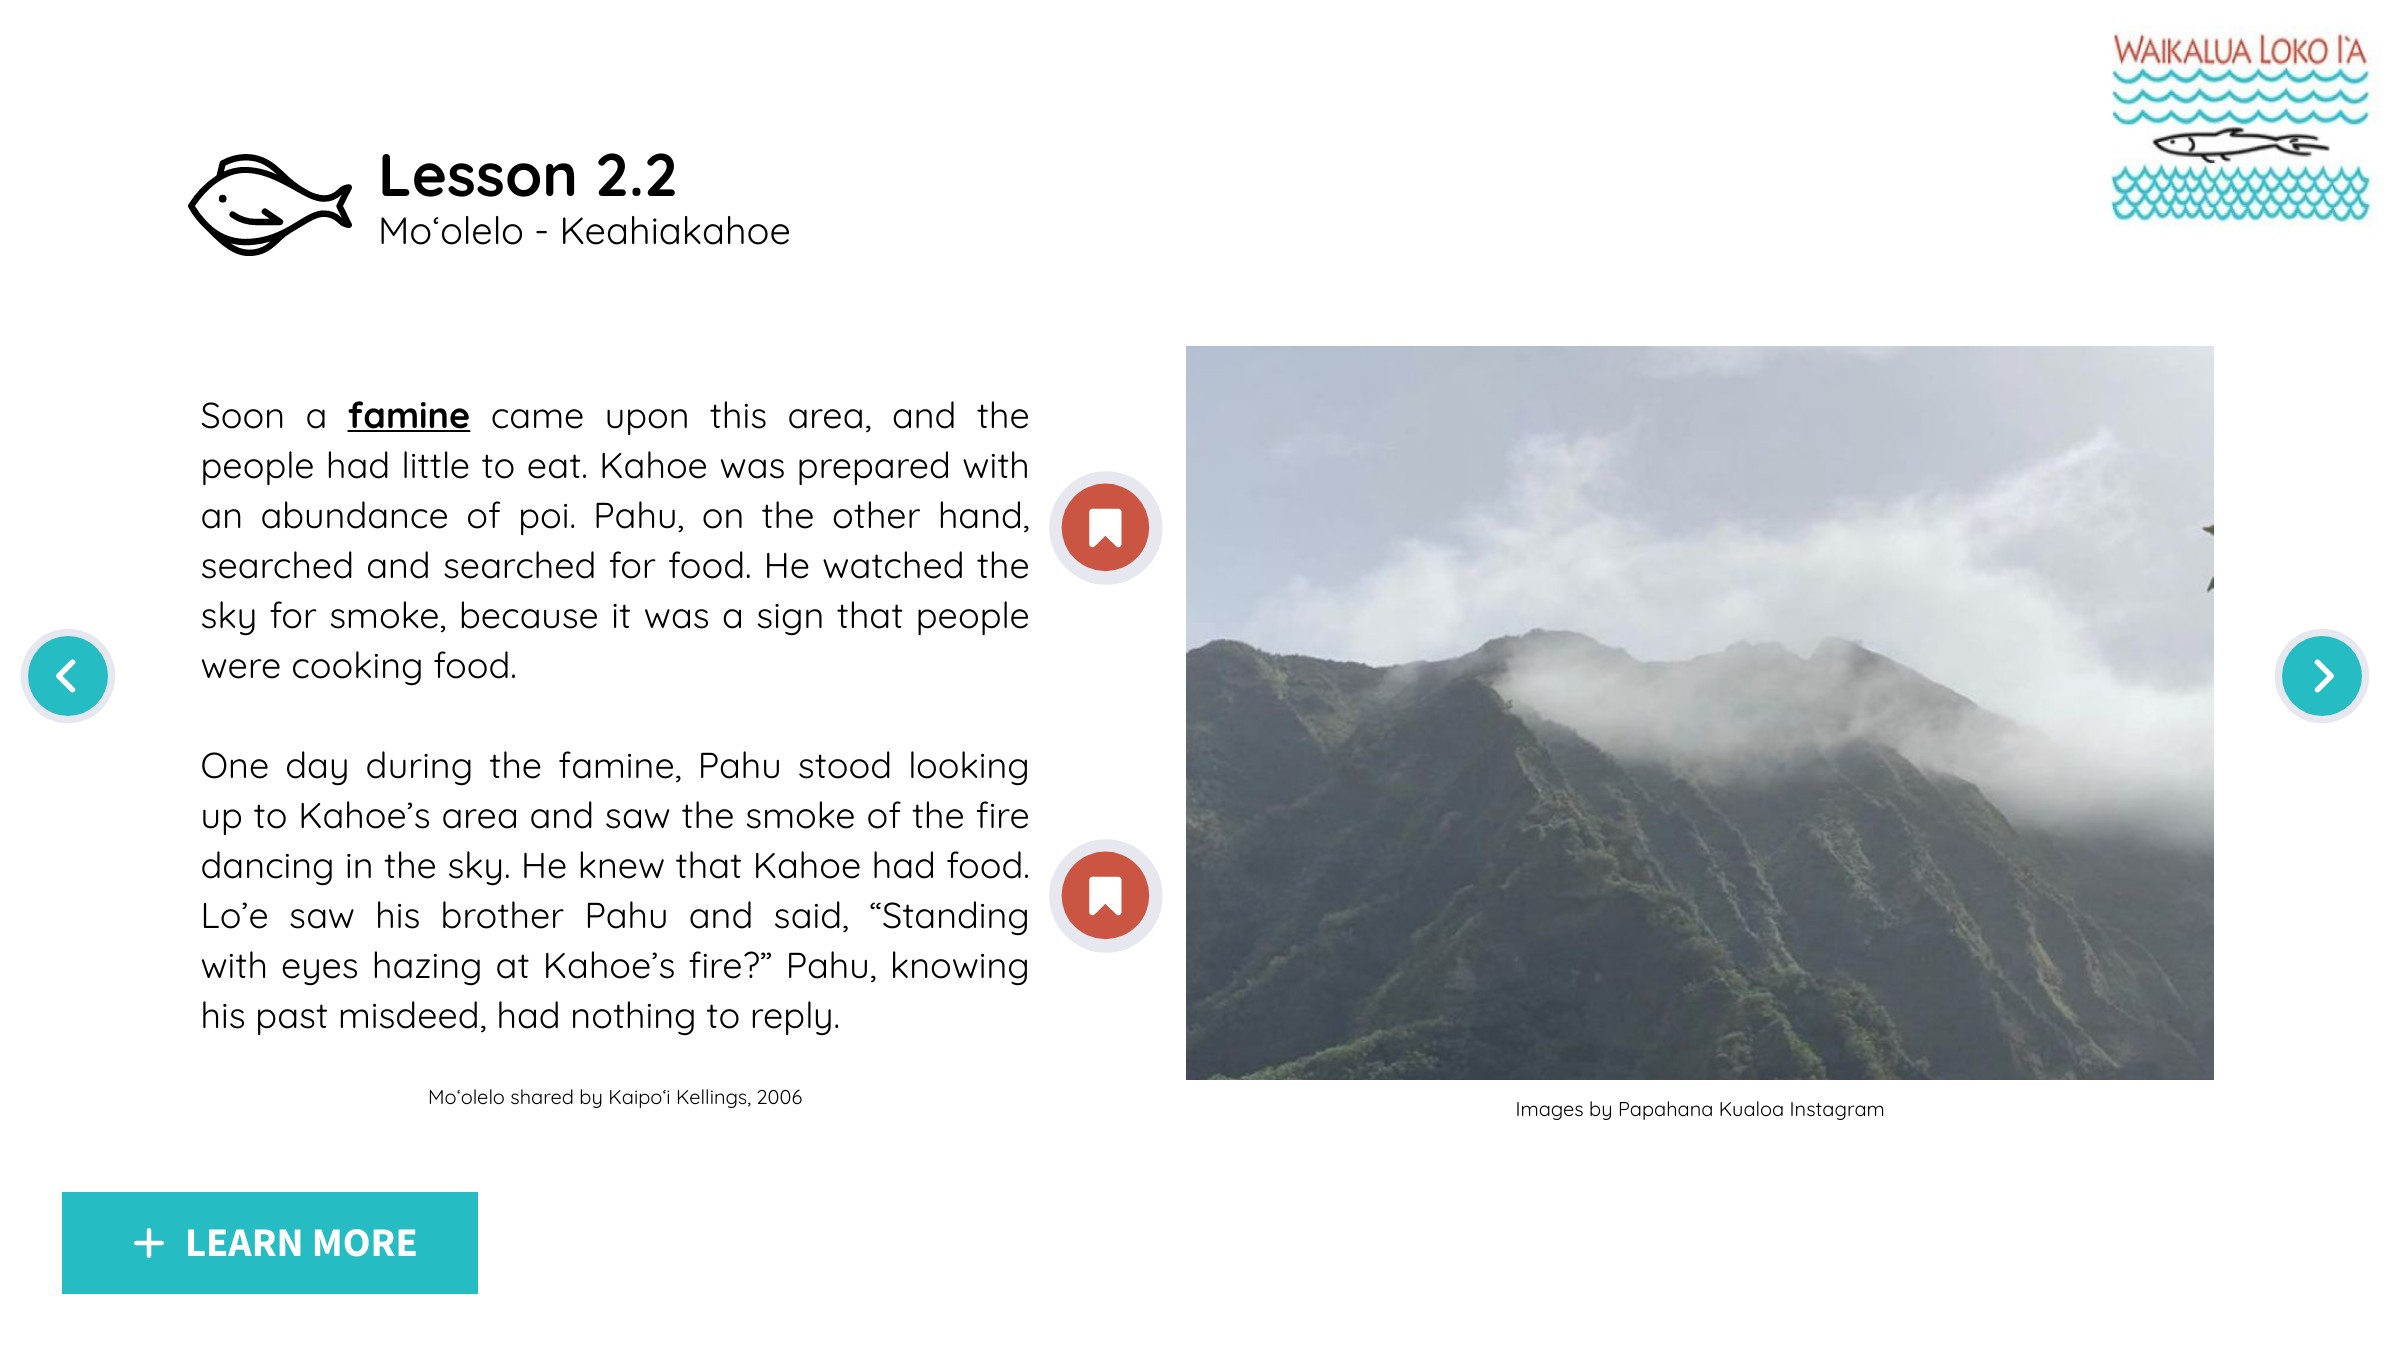 WAIKALUA LOKO I'A
Lesson 2.2
Moʻolelo - Keahiakahoe
Soon a famine came upon this area, and the
people had little to eat. Kahoe was prepared with
an abundance of poi. Pahu, on the other hand,
searched and searched for food. He watched the
sky for smoke, because it was a sign that people
were cooking food.
One day during the famine, Pahu stood looking
up to Kahoe’s area and saw the smoke of the fire
dancing in the sky. He knew that Kahoe had food.
Lo’e saw his brother Pahu and said, “Standing
with eyes hazing at Kahoe’s fire?” Pahu, knowing
his past misdeed, had nothing to reply.
Moʻolelo shared by Kaipoʻi Kellings, 2006
Images by Papahana Kualoa Instagram
+ LEARN MORE